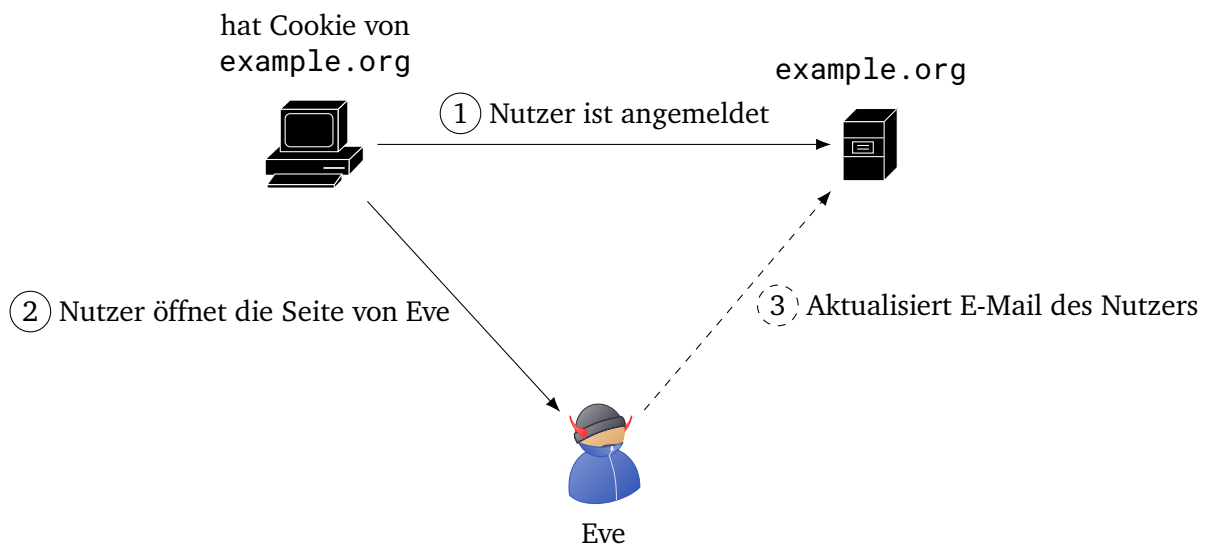 hat Cookie von
example.org
example.org
1 Nutzer ist angemeldet
2 Nutzer öffnet die Seite von Eve
3 Aktualisiert E-Mail des Nutzers
Eve